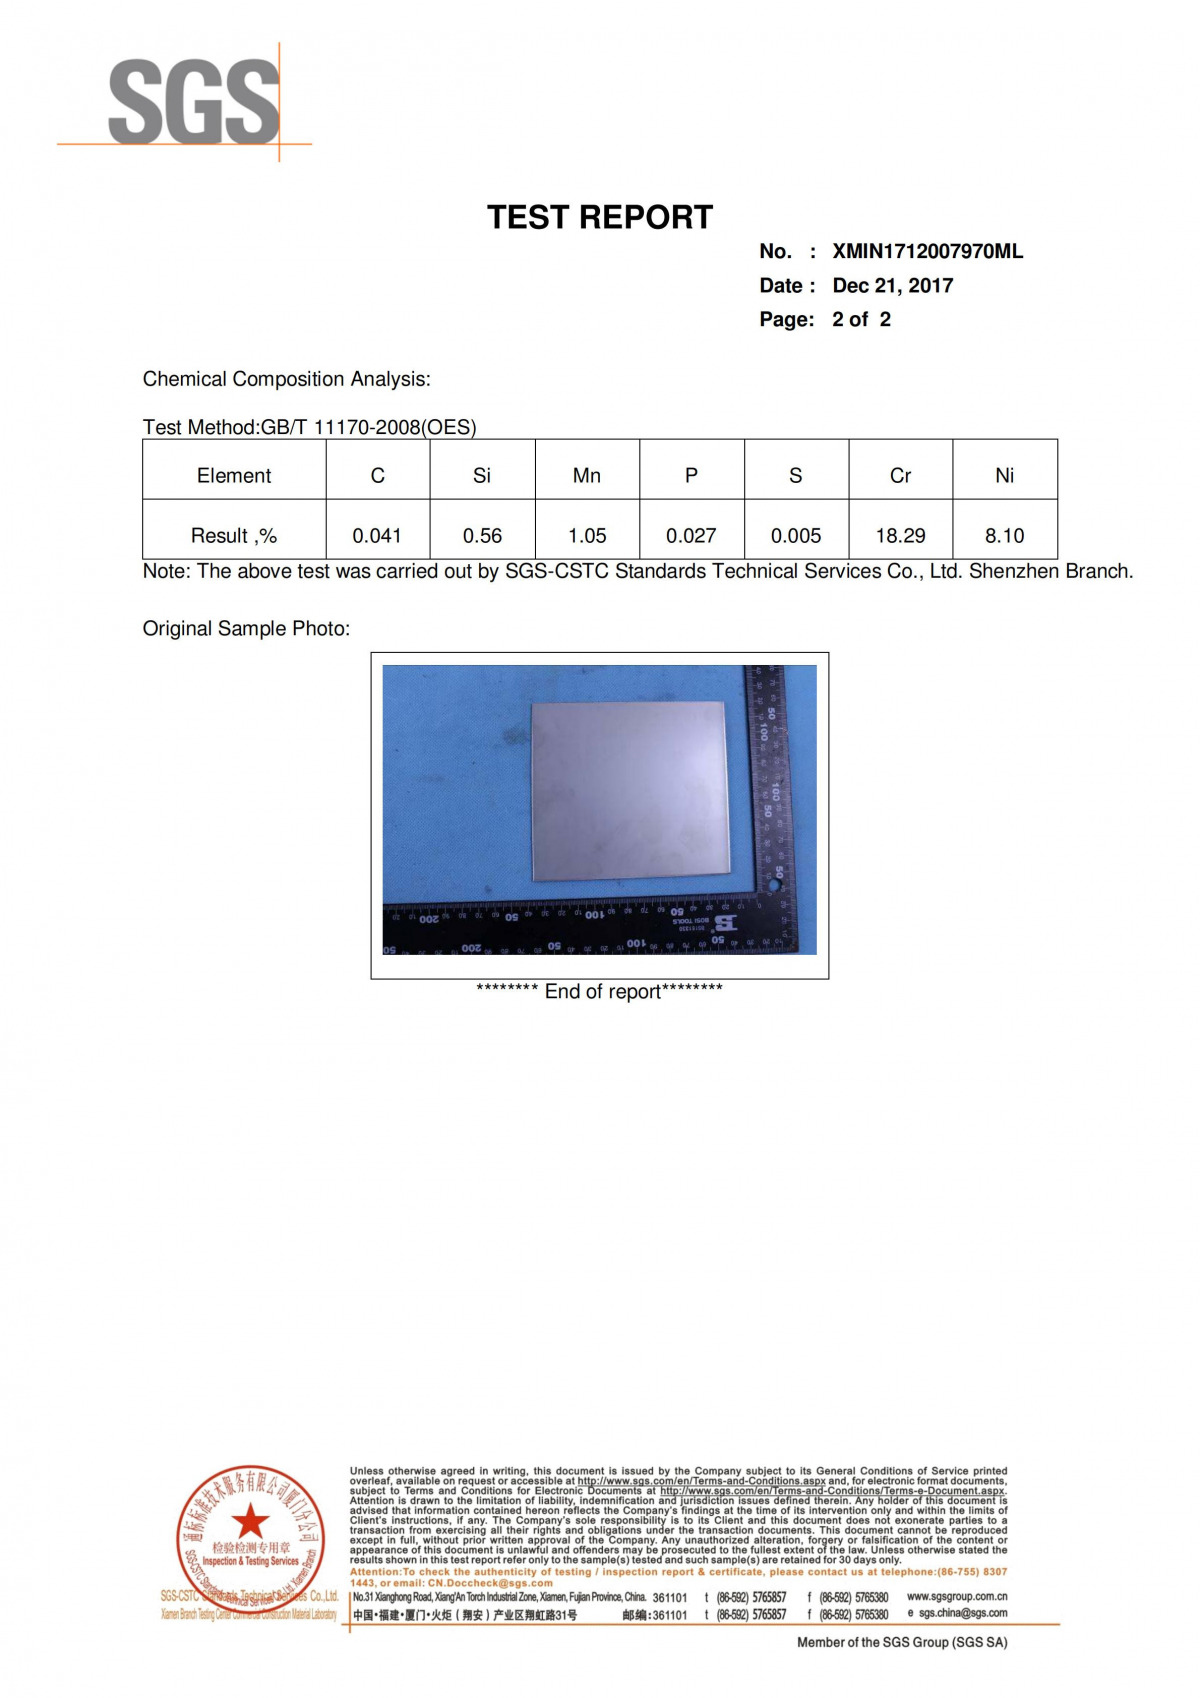 SGS
TEST REPORT
No. : XMIN1712007970ML
Date : Dec 21, 2017
Page: 2 of 2
Chemical Composition Analysis:
Test Method:GB/T 11170-2008(OES)
Element C Si Mn P S Cr Ni
Result ,% 0.041 0.56 1.05 0.027 0.005 18.29 8.10
Note: The above test was carried out by SGS-CSTC Standards Technical Services Co., Ltd. Shenzhen Branch.
Original Sample Photo:
BOSI TOOLS
******** End of report********
检验检测专用章
Inspection & Testing Services
Unless otherwise agreed in writing, this document is issued by the Company subject to its General Conditions of Service printed
overleaf, available on request or accessible at http://www.sgs.com/en/Terms-and-Conditions.aspx and, for electronic format documents,
subject to Terms and Conditions for Electronic Documents at http://www.sgs.com/en/Terms-and-Conditions/Terms-e-Document.aspx.
Attention is drawn to the limitation of liability, indemnification and jurisdiction issues defined therein. Any holder of this document is
advised that information contained hereon reflects the Company's findings at the time of its intervention only and within the limits of
Client's instructions, if any. The Company's sole responsibility is to its Client and this document does not exonerate parties to a
transaction from exercising all their rights and obligations under the transaction documents. This document cannot be reproduced
except in full, without prior written approval of the Company. Any unauthorized alteration, forgery or falsification of the content or
appearance of this document is unlawful and offenders may be prosecuted to the fullest extent of the law. Unless otherwise stated the
results shown in this test report refer only to the sample(s) tested and such sample(s) are retained for 30 days only.
Attention:To check the authenticity of testing / inspection report & certificate, please contact us at telephone:(86-755) 8307
1443, or email: CN.Doccheck@sgs.com
SGS-CSTC Standards Technical Services Co.,Ltd.
Xiamen Branch Testing Center Commercial Construction Material Laboratory
No.31 Xianghong Road, Xiang'An Torch Industrial Zone, Xiamen, Fujian Province, China. 361101 t (86-592) 5765857 f (86-592) 5765380 www.sgsgroup.com.cn
中国·福建·厦门·火炬（翔安）产业区翔虹路31号 邮编:361101 t (86-592) 5765857 f (86-592) 5765380 e sgs.china@sgs.com
Member of the SGS Group (SGS SA)